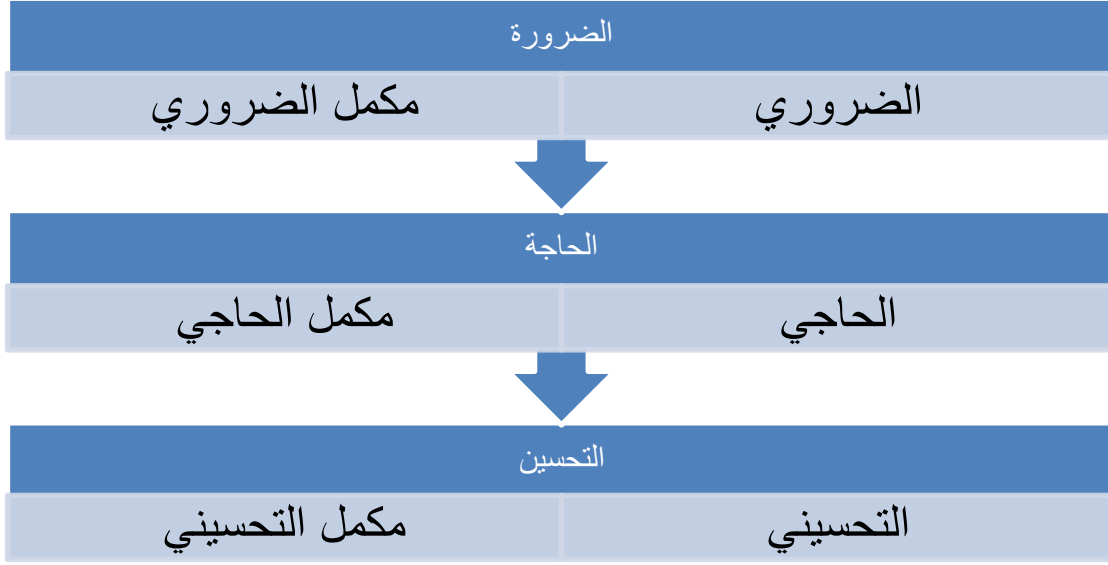 الضرورة
الضروري
مكمل الضروري
الحاجة
الحاجي
مكمل الحاجي
التحسين
التحسيني
مكمل التحسيني